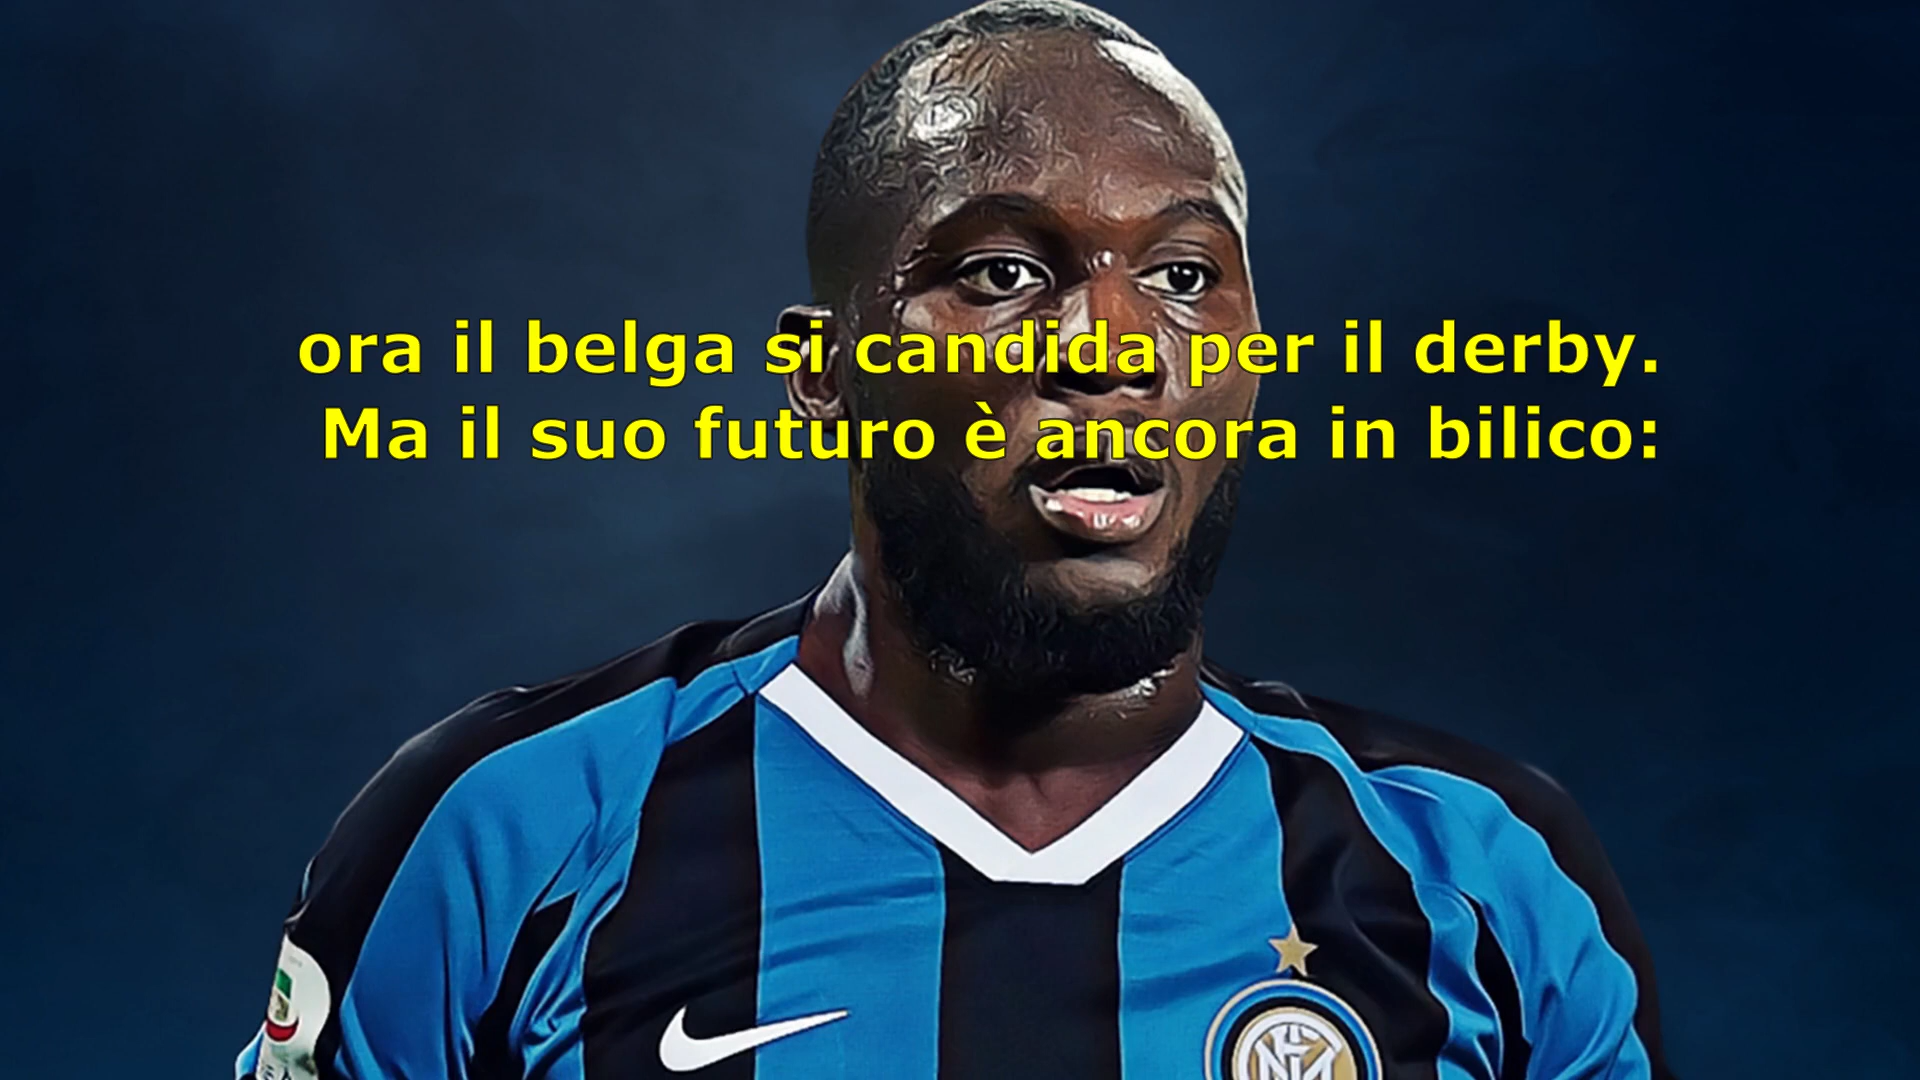 ora il belga si candida per il derby.
Ma il suo futuro è ancora in bilico: